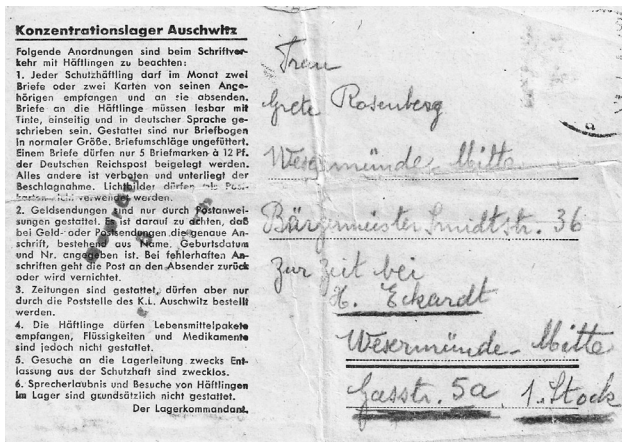 Konzentrationslager Auschwitz
Folgende Anordnungen sind beim Schriftver-
kehr mit Häftlingen zu beachten:
1. Jeder Schutzhäftling darf im Monat zwei
Briefe oder zwei Karten von seinen Ange-
hörigen empfangen und an sie absenden.
Briefe an die Häftlinge müssen lesbar mit
Tinte, einseitig und in deutscher Sprache ge-
schrieben sein. Gestattet sind nur Briefbogen
in normaler Größe. Briefumschläge ungefüttert.
Einem Briefe dürfen nur 5 Briefmarken à 12 Pf.
der Deutschen Reichspost beigelegt werden.
Alles andere ist verboten und unterliegt der
Beschlagnahme. Lichtbilder dürfen als Post-
karten nicht verwendet werden.
2. Geldsendungen sind nur durch Postanwei-
sungen gestattet. Es ist darauf zu achten, daß
bei Geld- oder Postsendungen die genaue An-
schrift, bestehend aus Name, Geburtsdatum
und Nr. angegeben ist. Bei fehlerhaften An-
schriften geht die Post an den Absender zurück
oder wird vernichtet.
3. Zeitungen sind gestattet, dürfen aber nur
durch die Poststelle des K.L. Auschwitz bestellt
werden.
4. Die Häftlinge dürfen Lebensmittelpakete
empfangen, Flüssigkeiten und Medikamente
sind jedoch nicht gestattet.
5. Gesuche an die Lagerleitung zwecks Ent-
lassung aus der Schutzhaft sind zwecklos.
6. Sprecherlaubnis und Besuche von Häftlingen
im Lager sind grundsätzlich nicht gestattet.
Der Lagerkommandant.
Frau
Grete Rosenberg
Wesermünde-Mitte
Bürgermeister Smidtstr. 36
Zur Zeit bei
H. Eckardt
Wesermünde-Mitte
Gasstr. 5a, 1. Stock